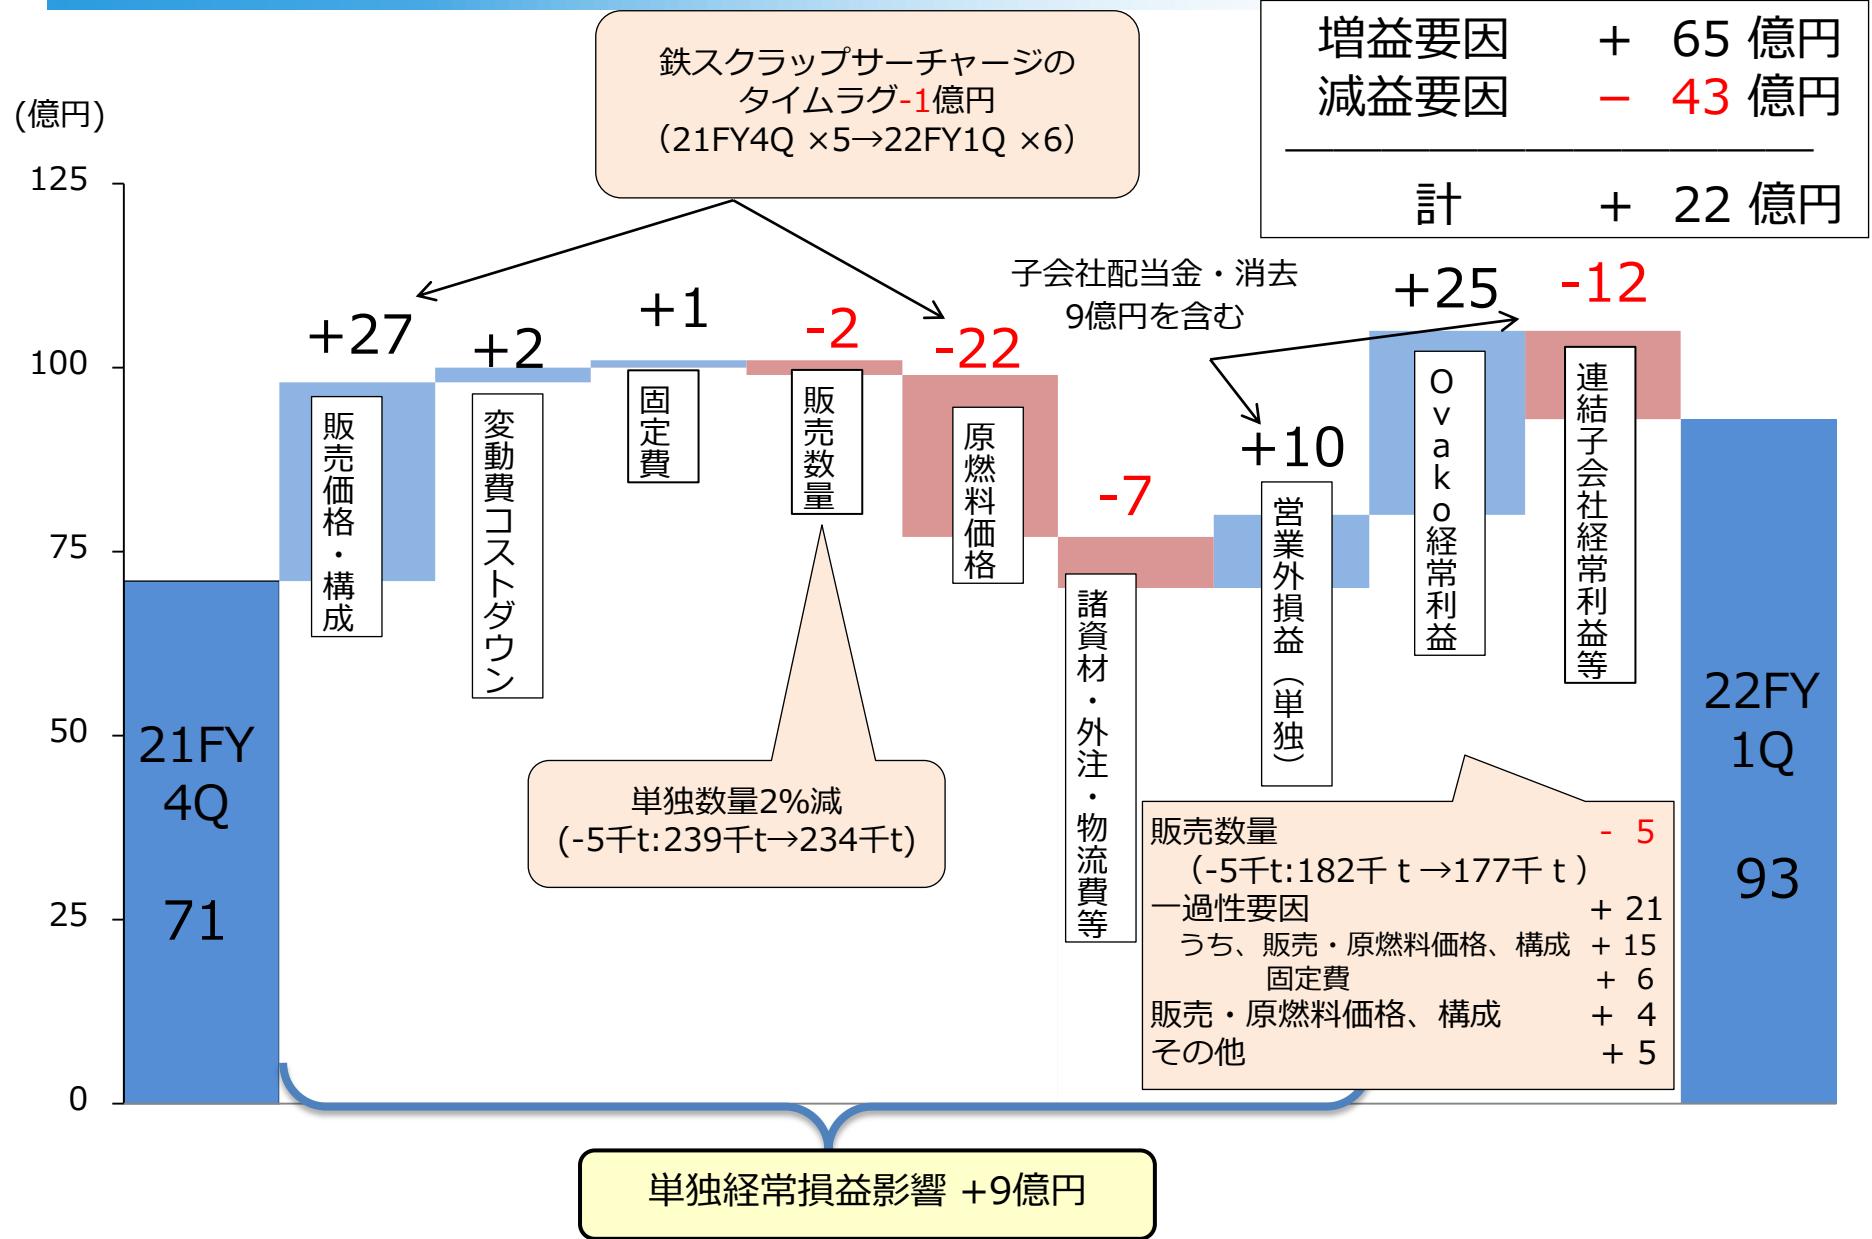 増益要因 + 65 億円
減益要因 − 43 億円
計 + 22 億円
鉄スクラップサーチャージの
タイムラグ-1億円
（21FY4Q ×5→22FY1Q ×6）
(億円)
125
100
75
50
25
0
子会社配当金・消去
9億円を含む
+27
+2
+1
-2
-22
-7
+10
+25
-12
販売価格・構成
変動費コストダウン
固定費
販売数量
原燃料価格
諸資材・外注・物流費等
営業外損益（単独）
Ovako経常利益
連結子会社経常利益等
21FY
4Q
71
22FY
1Q
93
単独数量2%減
(-5千t:239千t→234千t)
販売数量 - 5
（-5千t:182千ｔ→177千ｔ）
一過性要因 + 21
うち、販売・原燃料価格、構成 + 15
固定費 + 6
販売・原燃料価格、構成 + 4
その他 + 5
単独経常損益影響 +9億円